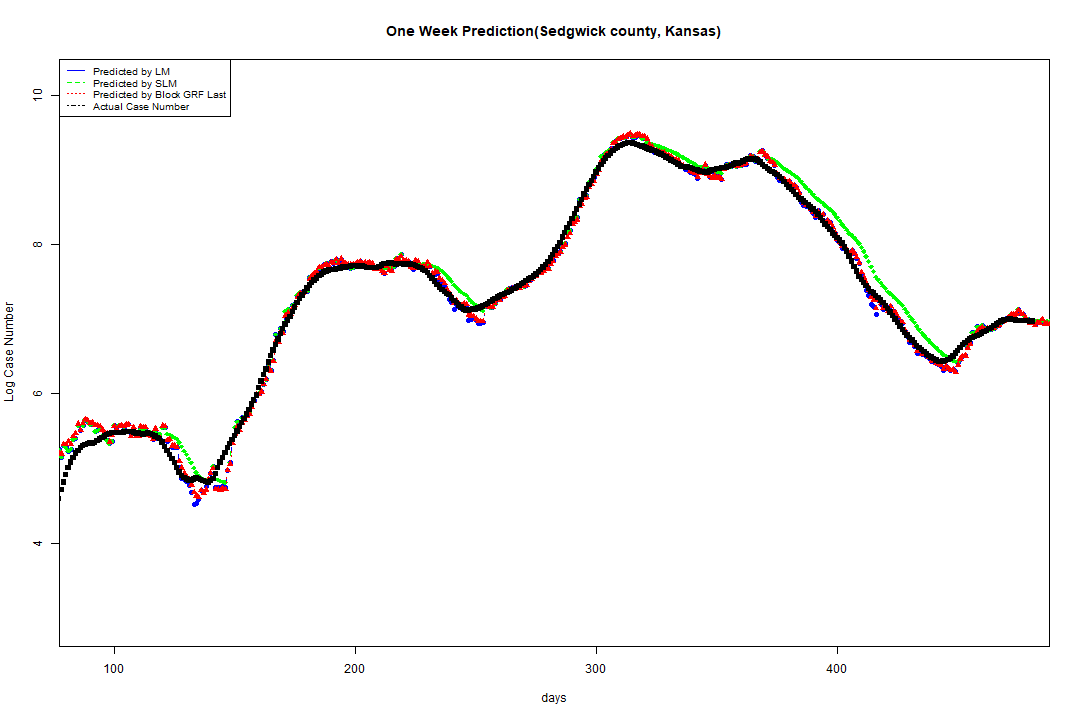 One Week Prediction(Sedgwick county, Kansas)
Predicted by LM
Predicted by SLM
Predicted by Block GRF Last
Actual Case Number
10
8
6
4
Log Case Number
100
200
300
400
days